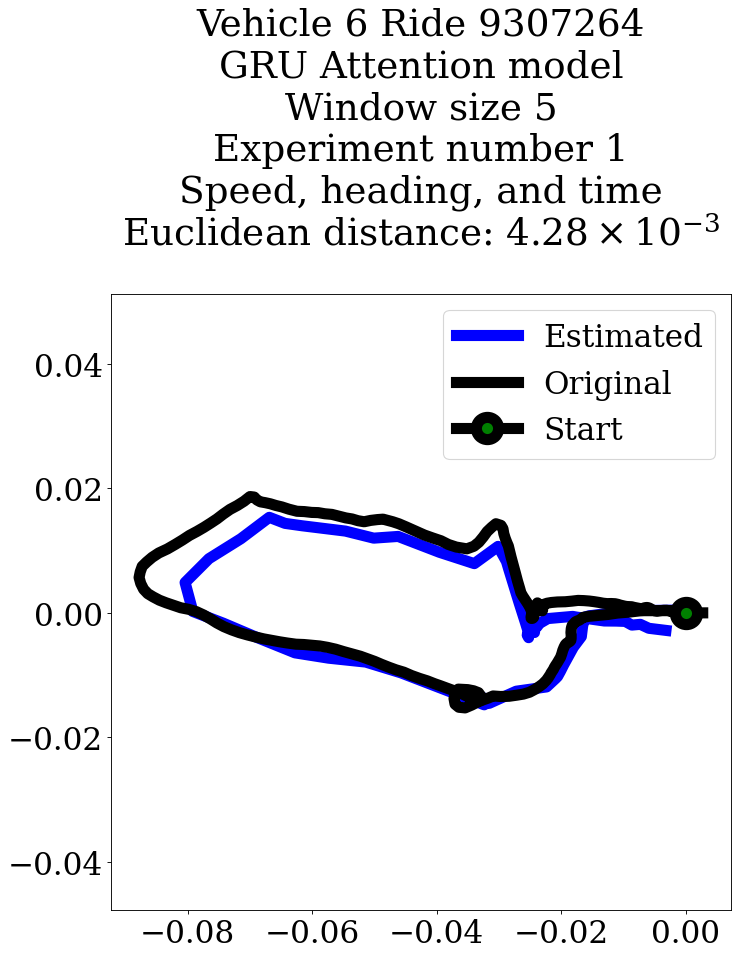 Vehicle 6 Ride 9307264
GRU Attention model
Window size 5
Experiment number 1
Speed, heading, and time
Euclidean distance: 4.28 × 10⁻³
Estimated
Original
Start
0.04
0.02
0.00
−0.02
−0.04
−0.08 −0.06 −0.04 −0.02 0.00